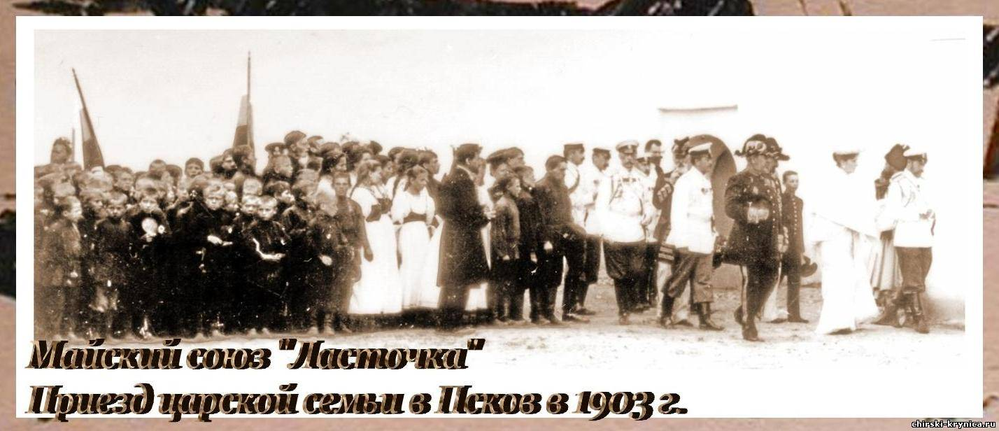 Майский союз "Ласточка"
Приезд царской семьи в Псков в 1903 г.
chirski-krynica.ru